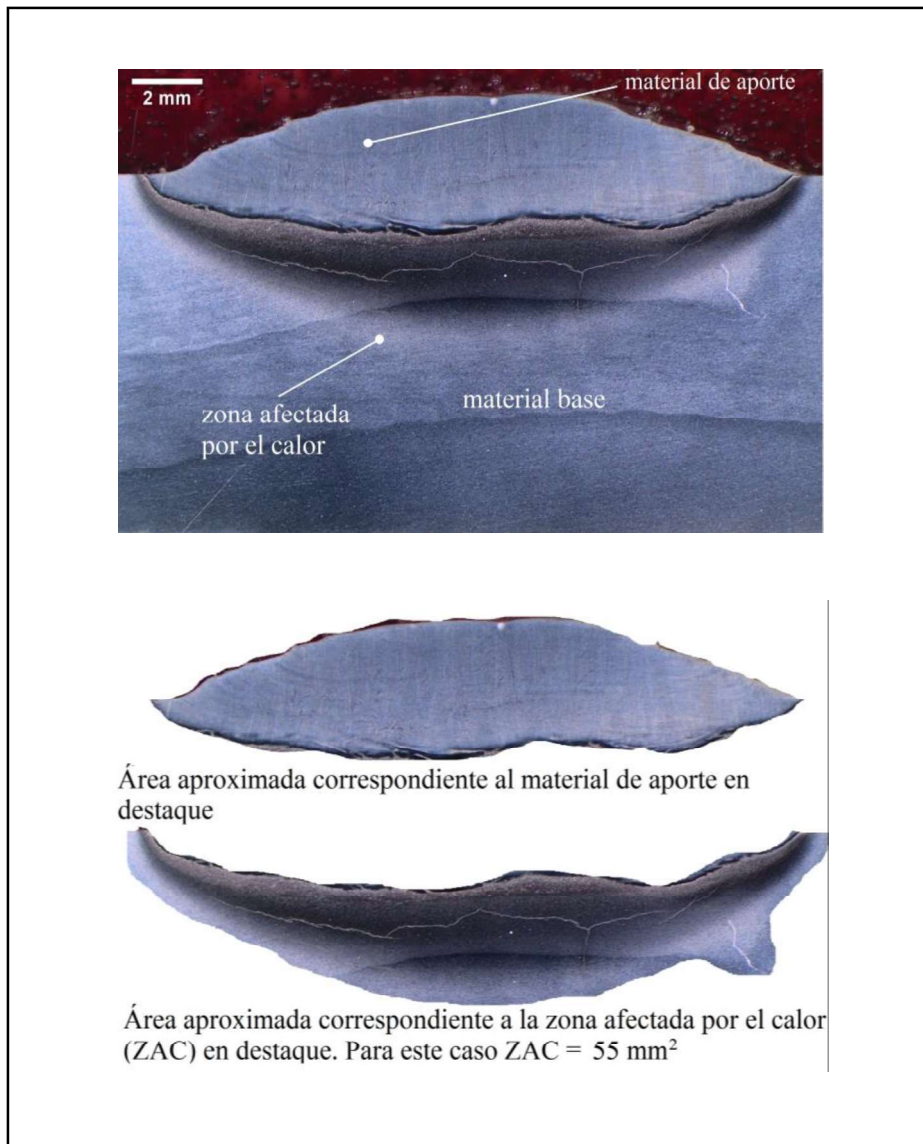 material de aporte
2 mm
zona afectada
por el calor
material base
Área aproximada correspondiente al material de aporte en
destaque
Área aproximada correspondiente a la zona afectada por el calor
(ZAC) en destaque. Para este caso ZAC = 55 mm²